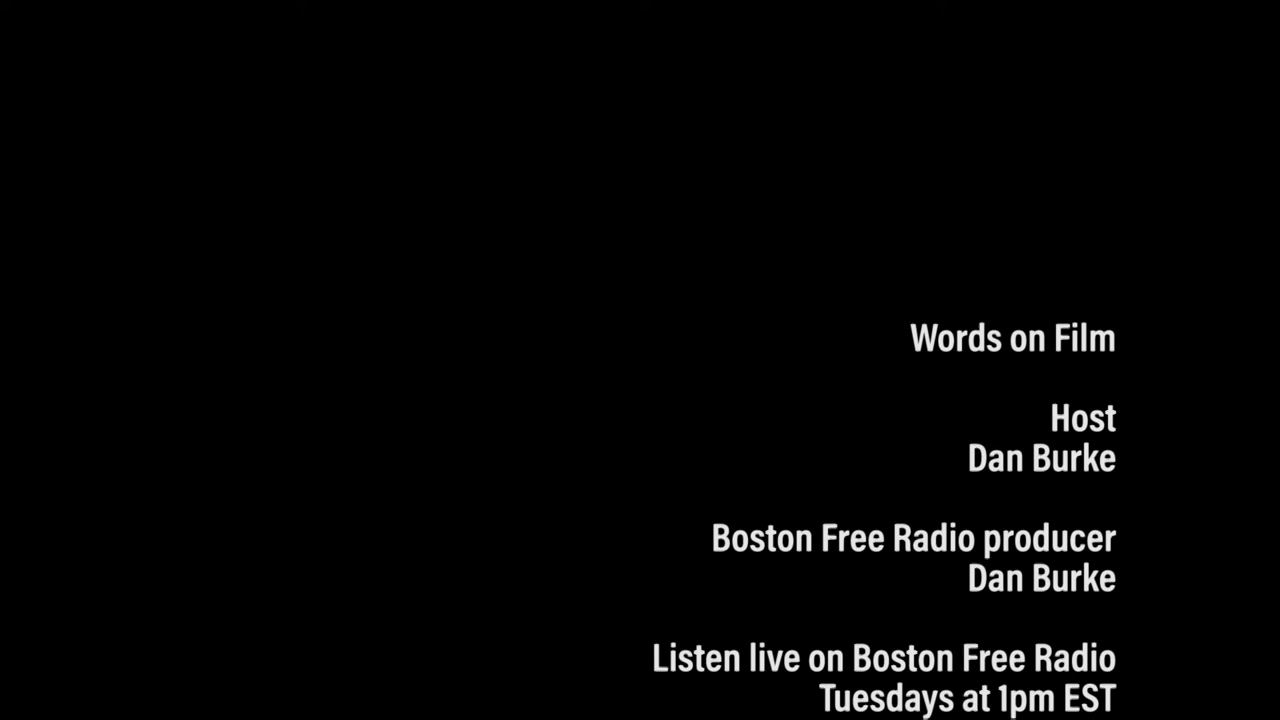 Words on Film
Host
Dan Burke
Boston Free Radio producer
Dan Burke
Listen live on Boston Free Radio
Tuesdays at 1pm EST